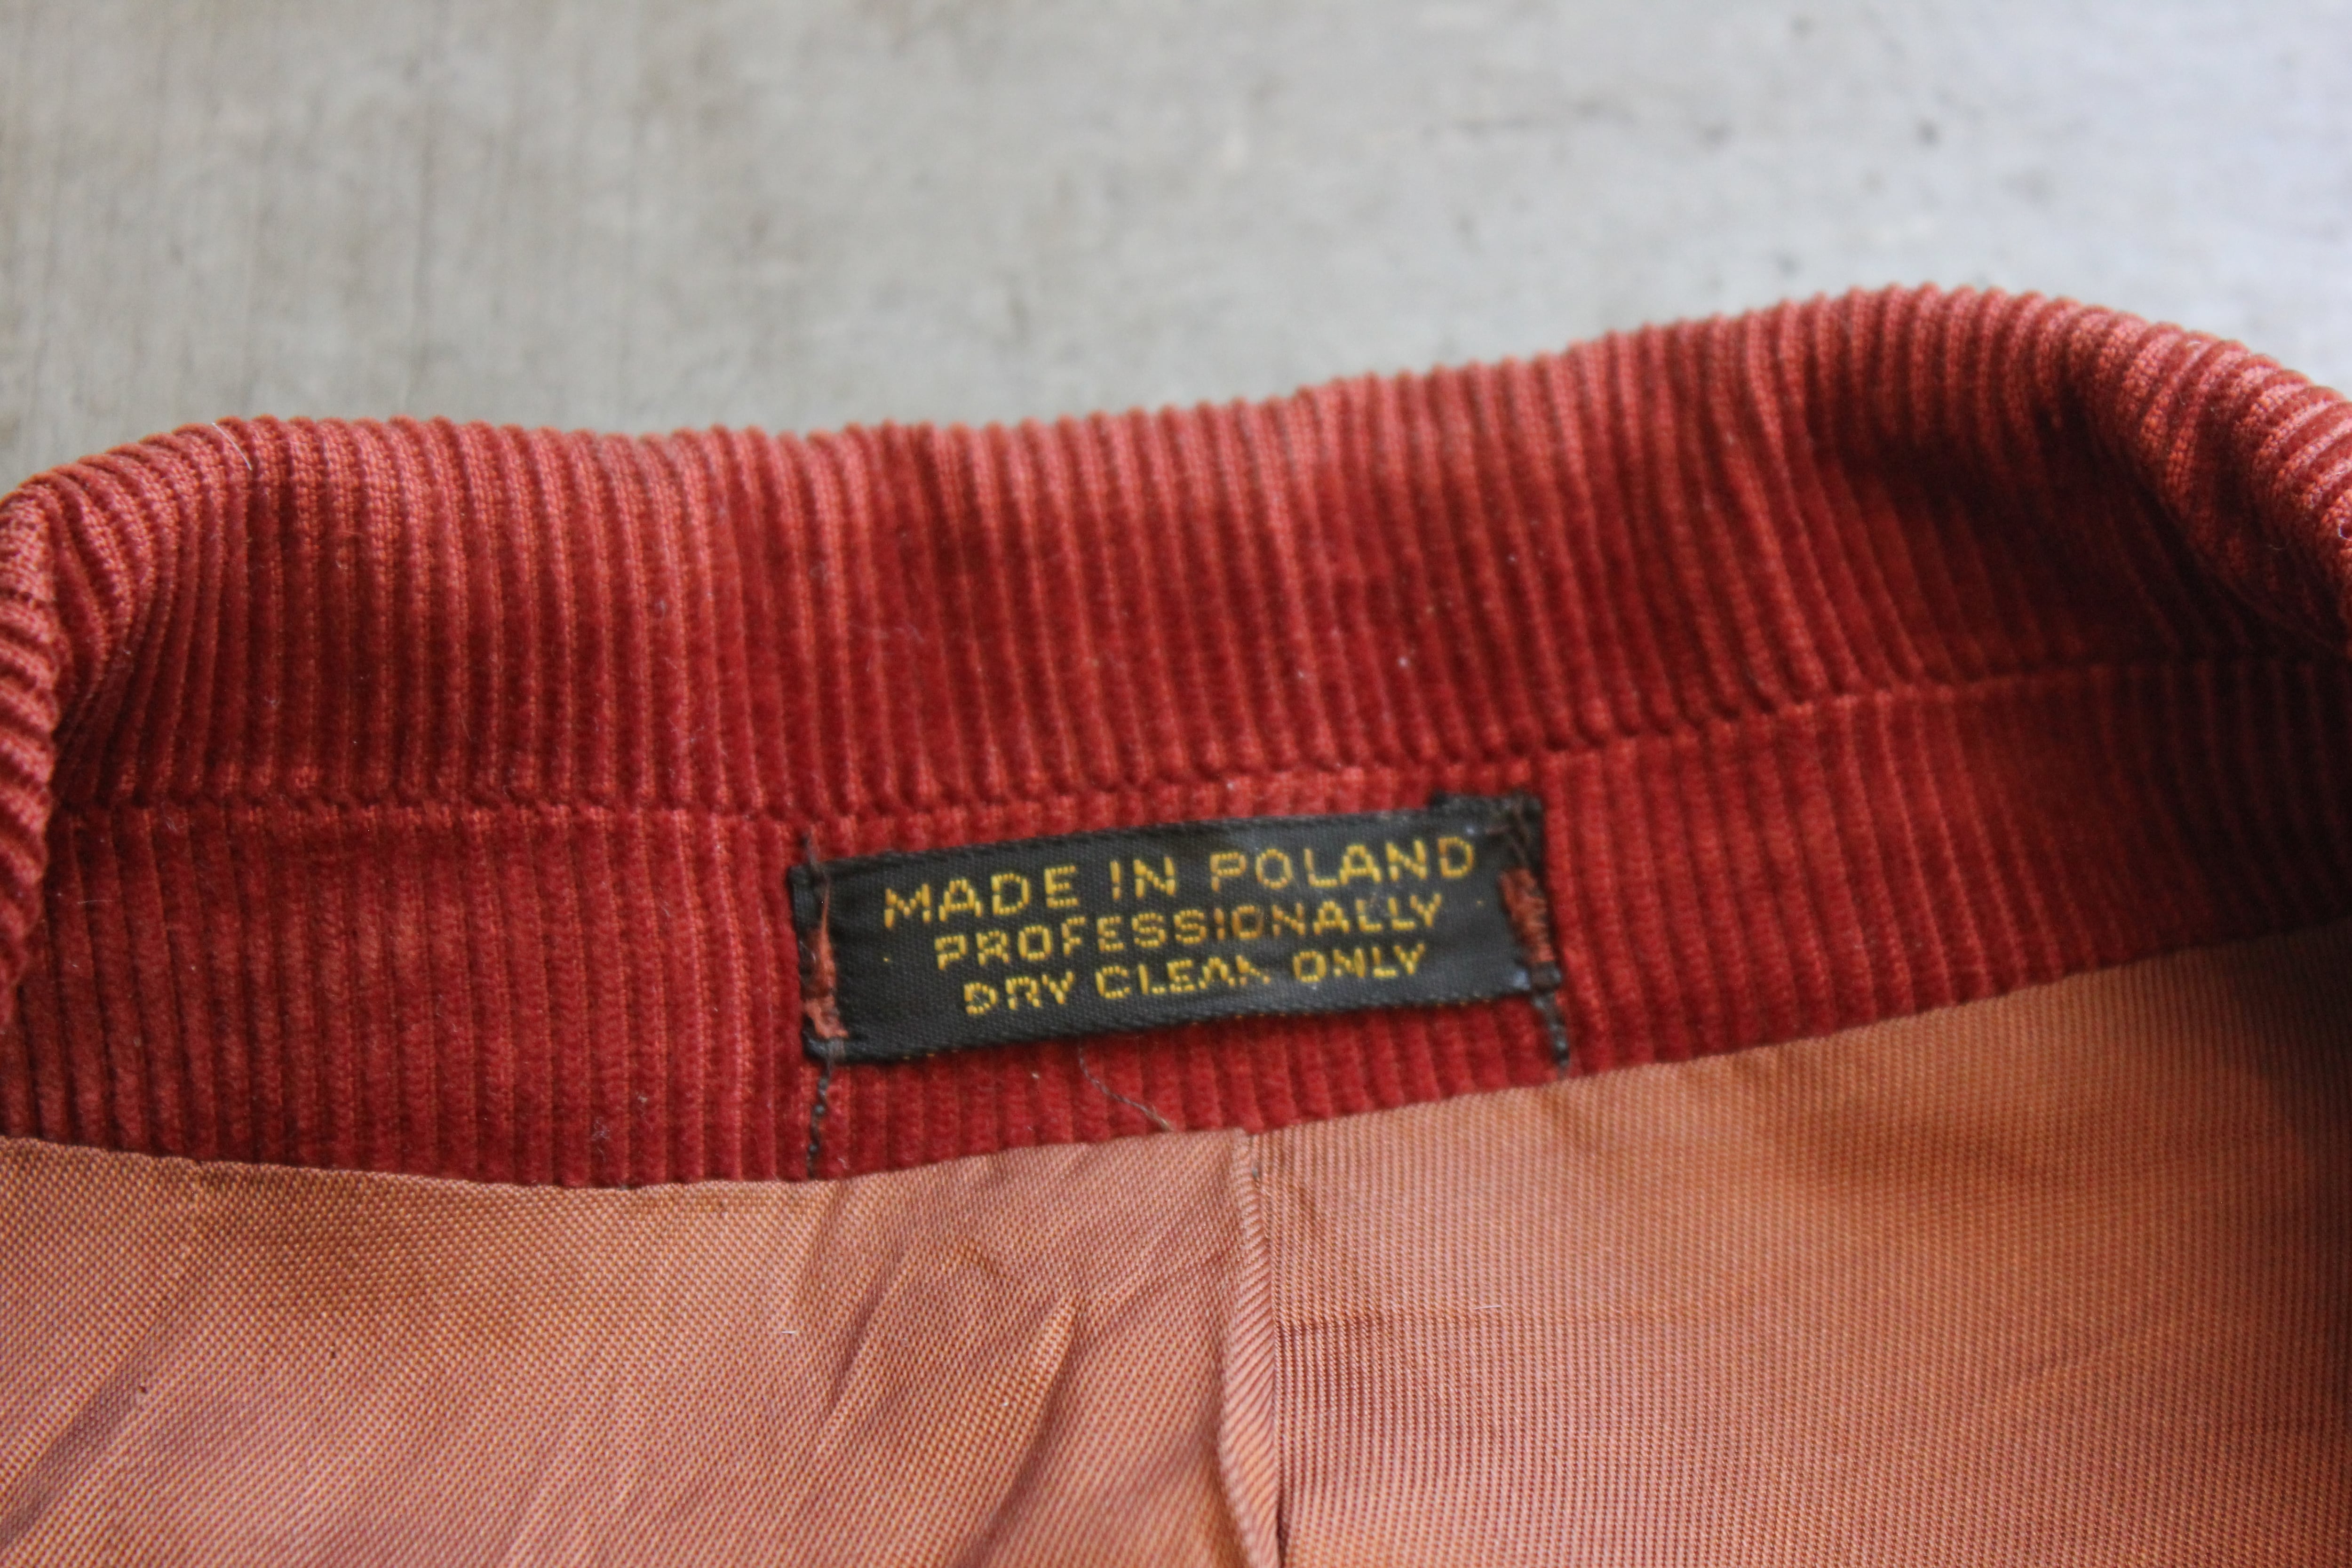 MADE IN POLAND
PROFESSIONALLY
DRY CLEAN ONLY